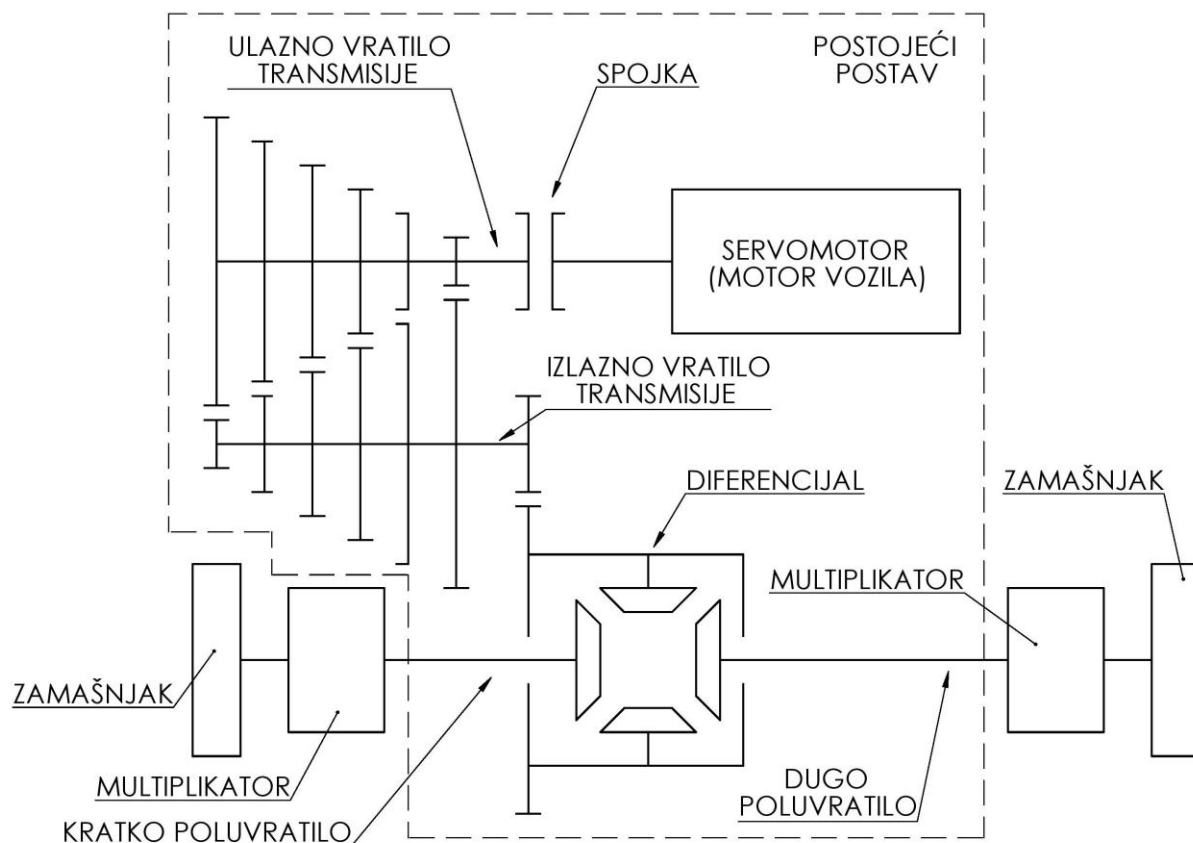 ULAZNO VRATILO
TRANSMISIJE
SPOJKA
POSTOJEĆI
POSTAV
SERVOMOTOR
(MOTOR VOZILA)
IZLAZNO VRATILO
TRANSMISIJE
DIFERENCIJAL
ZAMAŠNJAK
MULTIPLIKATOR
ZAMAŠNJAK
MULTIPLIKATOR
KRATKO POLUVRATILO
DUGO
POLUVRATILO